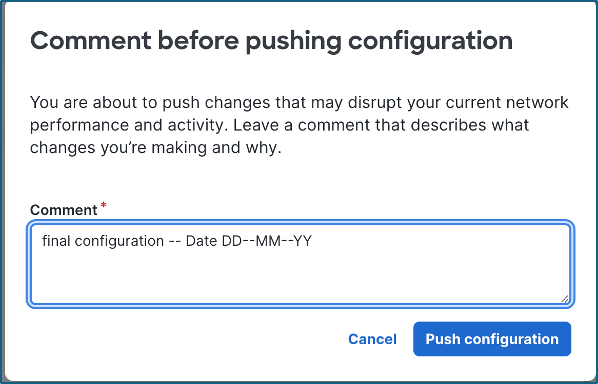 Comment before pushing configuration
You are about to push changes that may disrupt your current network
performance and activity. Leave a comment that describes what
changes you’re making and why.
Comment*
final configuration -- Date DD--MM--YY
Cancel
Push configuration